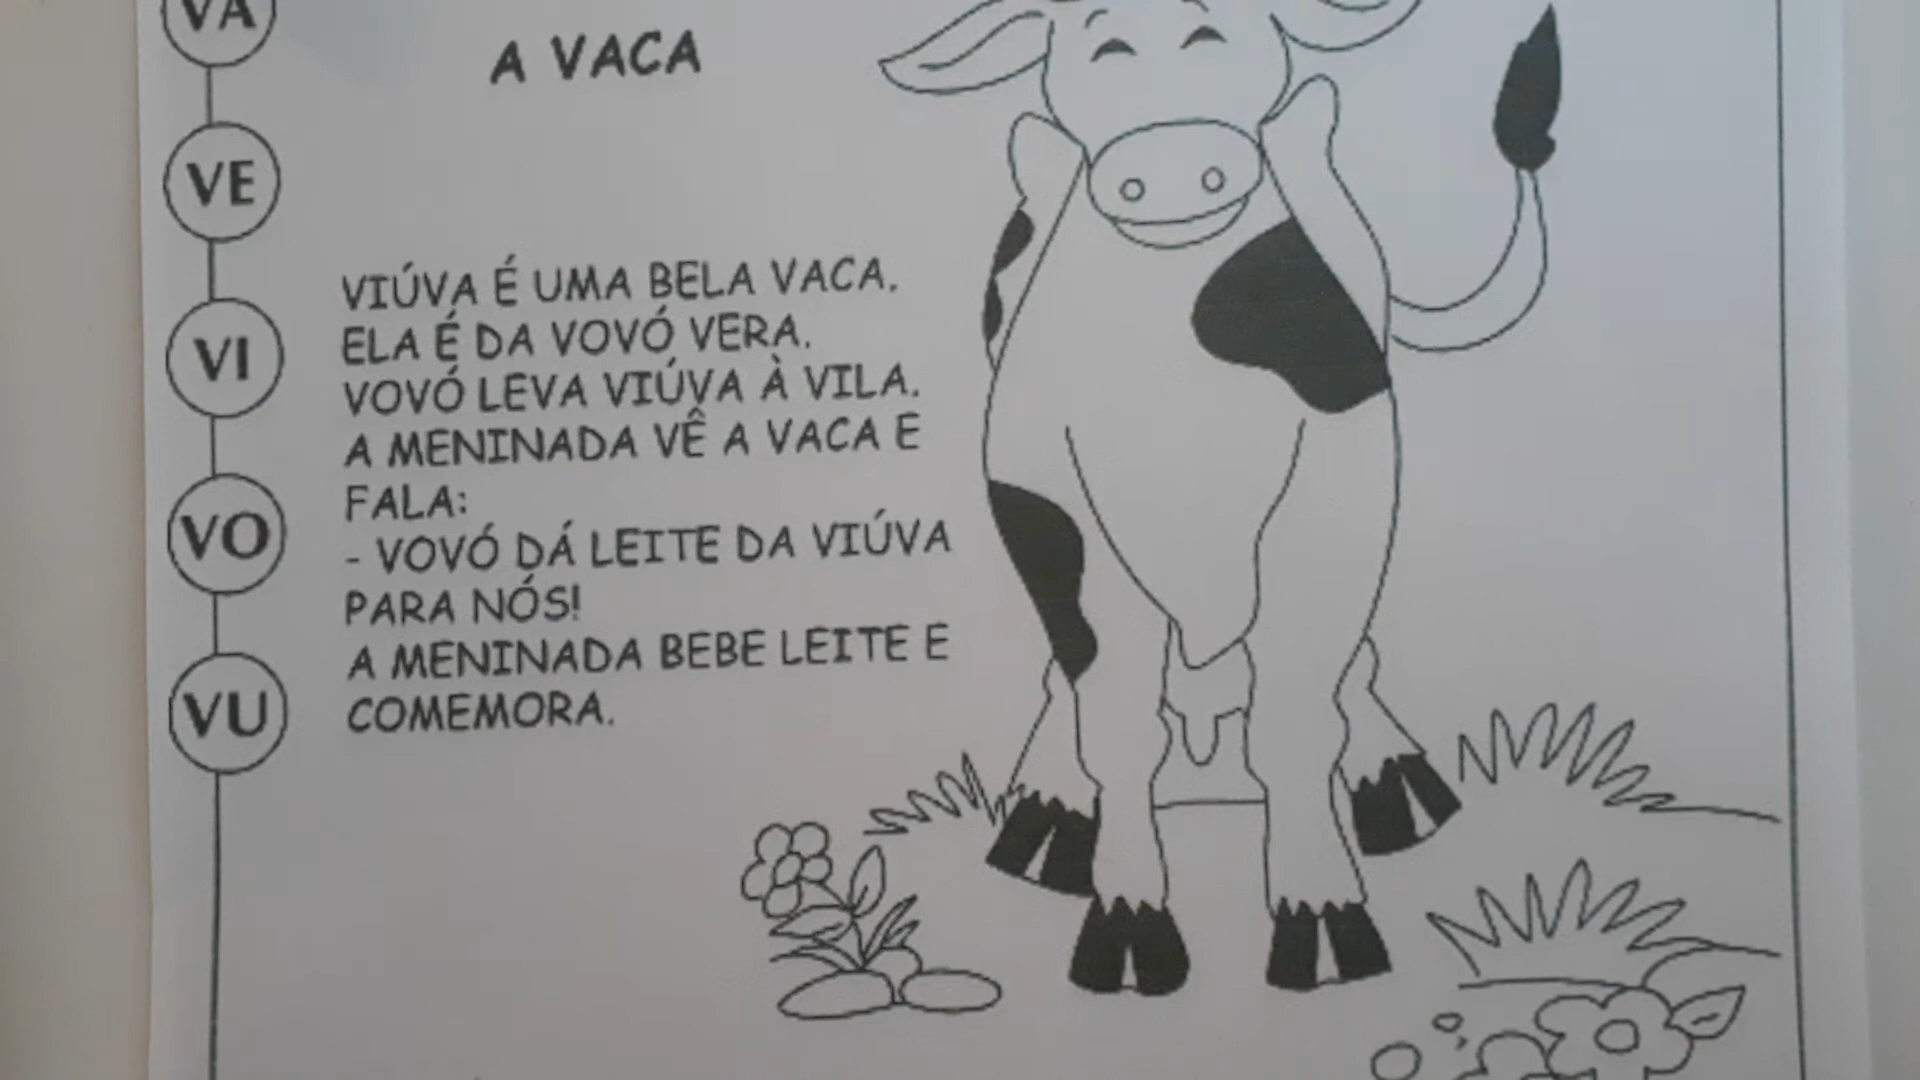 VA
VE
VI
VO
VU
A VACA
VIÚVA É UMA BELA VACA.
ELA É DA VOVÓ VERA.
VOVÓ LEVA VIÚVA À VILA.
A MENINADA VÊ A VACA E
FALA:
- VOVÓ DÁ LEITE DA VIÚVA
PARA NÓS!
A MENINADA BEBE LEITE E
COMEMORA.